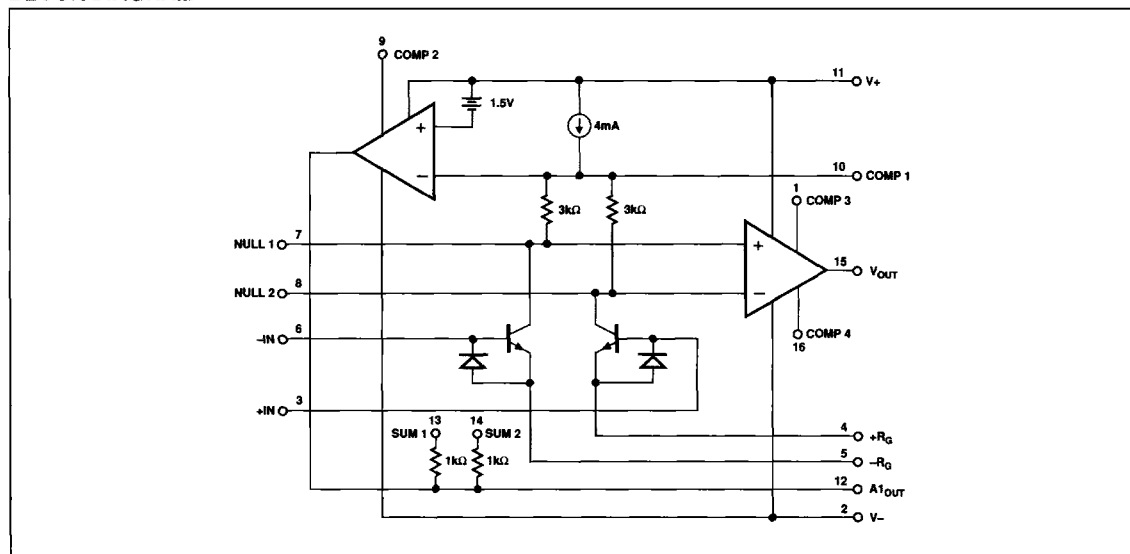 9
COMP 2
11
V+
1.5V
4mA
+
10
COMP 1
−
3kΩ
3kΩ
1
COMP 3
NULL 1
7
+
15
VOUT
NULL 2
8
−
−IN
6
COMP 4
16
+IN
3
SUM 1
13
14
SUM 2
4
+RG
1kΩ
1kΩ
5
−RG
12
A1OUT
2
V−